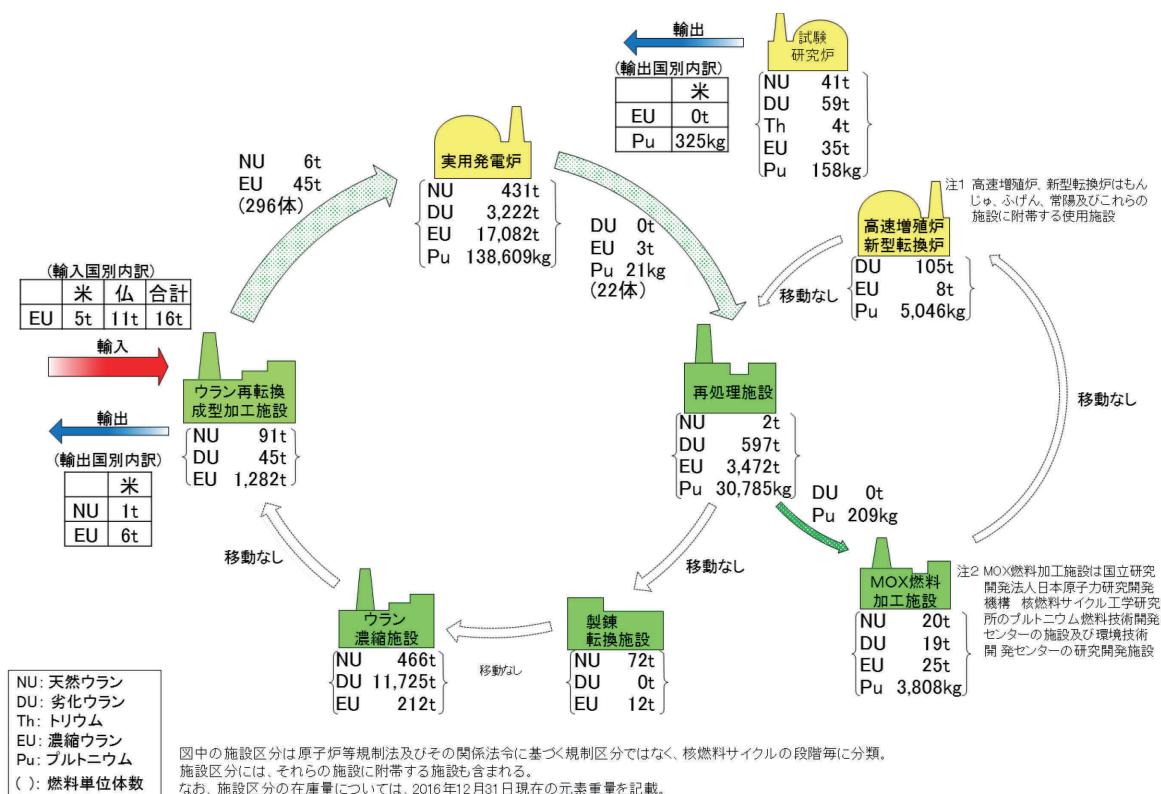 輸出
(輸出国別内訳)
米
EU 0t
Pu 325kg
試験
研究炉
NU 41t
DU 59t
Th 4t
EU 35t
Pu 158kg
NU 6t
EU 45t
(296体)
実用発電炉
NU 431t
DU 3,222t
EU 17,082t
Pu 138,609kg
DU 0t
EU 3t
Pu 21kg
(22体)
注1 高速増殖炉、新型転換炉はもん
じゅ、ふげん、常陽及びこれらの
施設に附帯する使用施設
高速増殖炉
新型転換炉
DU 105t
EU 8t
Pu 5,046kg
移動なし
(輸入国別内訳)
米 仏 合計
EU 5t 11t 16t
輸入
ウラン再転換
成型加工施設
NU 91t
DU 45t
EU 1,282t
輸出
(輸出国別内訳)
米
NU 1t
EU 6t
再処理施設
NU 2t
DU 597t
EU 3,472t
Pu 30,785kg
移動なし
DU 0t
Pu 209kg
移動なし
移動なし
MOX燃料
加工施設
NU 20t
DU 19t
EU 25t
Pu 3,808kg
注2 MOX燃料加工施設は国立研究
開発法人日本原子力研究開発
機構 核燃料サイクル工学研究
所のプルトニウム燃料技術開発
センターの施設及び環境技術
開 発センターの研究開発施設
ウラン
濃縮施設
NU 466t
DU 11,725t
EU 212t
移動なし
製錬
転換施設
NU 72t
DU 0t
EU 12t
NU: 天然ウラン
DU: 劣化ウラン
Th: トリウム
EU: 濃縮ウラン
Pu: プルトニウム
( ): 燃料単位体数
図中の施設区分は原子炉等規制法及びその関係法令に基づく規制区分ではなく、核燃料サイクルの段階毎に分類。
施設区分には、それらの施設に附帯する施設も含まれる。
なお、施設区分の在庫量については、2016年12月31日現在の元素重量を記載。